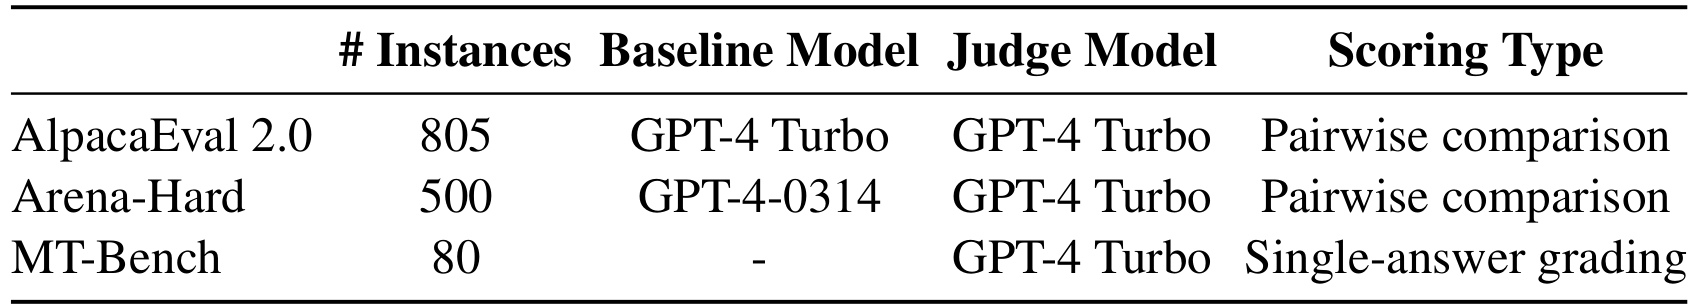 # Instances Baseline Model Judge Model Scoring Type
AlpacaEval 2.0 805 GPT-4 Turbo GPT-4 Turbo Pairwise comparison
Arena-Hard 500 GPT-4-0314 GPT-4 Turbo Pairwise comparison
MT-Bench 80 - GPT-4 Turbo Single-answer grading